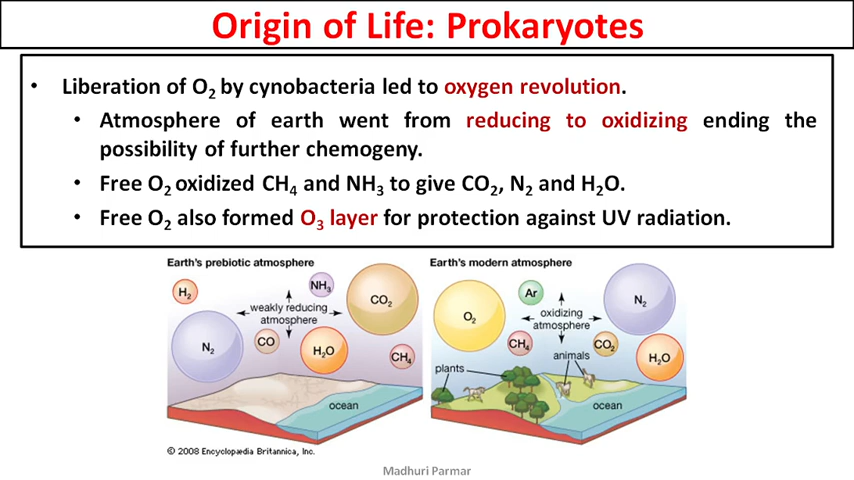 Origin of Life: Prokaryotes
• Liberation of O₂ by cynobacteria led to oxygen revolution.
• Atmosphere of earth went from reducing to oxidizing ending the
possibility of further chemogeny.
• Free O₂ oxidized CH₄ and NH₃ to give CO₂, N₂ and H₂O.
• Free O₂ also formed O₃ layer for protection against UV radiation.
Earth's prebiotic atmosphere
H₂
NH₃
CO₂
weakly reducing
atmosphere
N₂
CO
H₂O
CH₄
ocean
Earth's modern atmosphere
Ar
N₂
O₂
oxidizing
atmosphere
CH₄
CO₂
animals
H₂O
plants
ocean
© 2008 Encyclopædia Britannica, Inc.
Madhuri Parmar